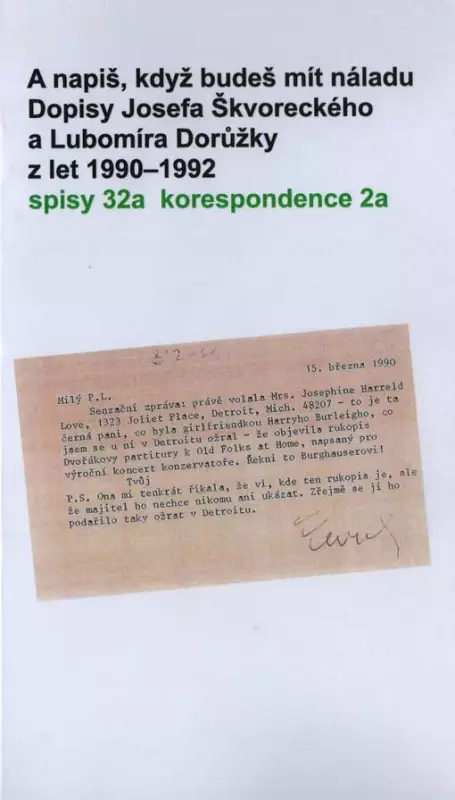 A napiš, když budeš mít náladu
Dopisy Josefa Škvoreckého
a Lubomíra Dorůžky
z let 1990–1992
spisy 32a korespondence 2a
15. března 1990
Milý P.L.
Senzační zpráva: právě volala Mrs. Josephine Harreld
Love, 1323 Joliet Place, Detroit, Mich. 48207 - to je ta
černá pani, co byla girlfriendkou Harryho Burleigho, co
jsem se u ní v Detroitu ožral - že objevila rukopis
Dvořákovy partitury k Old Folks at Home, napsaný pro
výroční koncert konzervatoře. Řekni to Burghauserovi!
Tvůj
P.S. Ona mi tenkrát říkala, že ví, kde ten rukopis je, ale
že majitel ho nechce nikomu ani ukázat. Zřejmě se jí ho
podařilo taky ožrat v Detroitu.